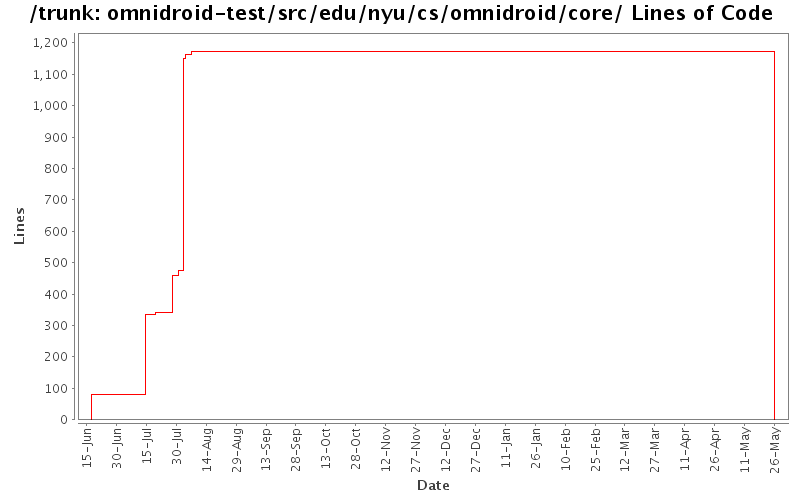 /trunk: omnidroid-test/src/edu/nyu/cs/omnidroid/core/ Lines of Code
1,200
1,100
1,000
900
800
700
600
500
400
300
200
100
0
Lines
15-Jun
30-Jun
15-Jul
30-Jul
14-Aug
29-Aug
13-Sep
28-Sep
13-Oct
28-Oct
12-Nov
27-Nov
12-Dec
27-Dec
11-Jan
26-Jan
10-Feb
25-Feb
12-Mar
27-Mar
11-Apr
26-Apr
11-May
26-May
Date